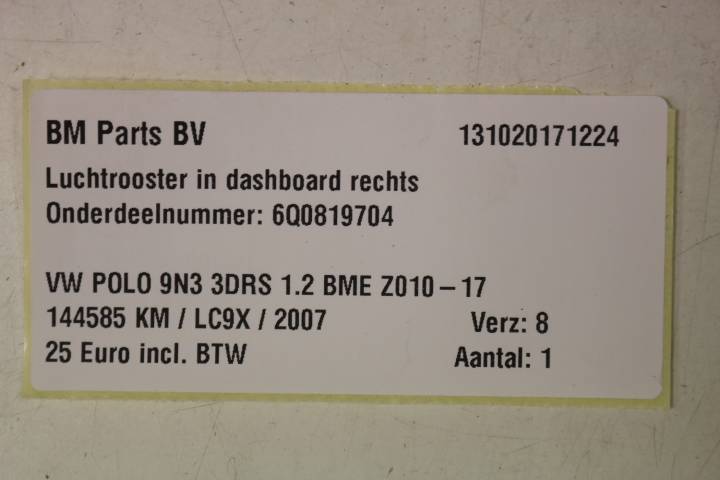 BM Parts BV 131020171224
Luchtrooster in dashboard rechts
Onderdeelnummer: 6Q0819704
VW POLO 9N3 3DRS 1.2 BME Z010 – 17
144585 KM / LC9X / 2007 Verz: 8
25 Euro incl. BTW Aantal: 1